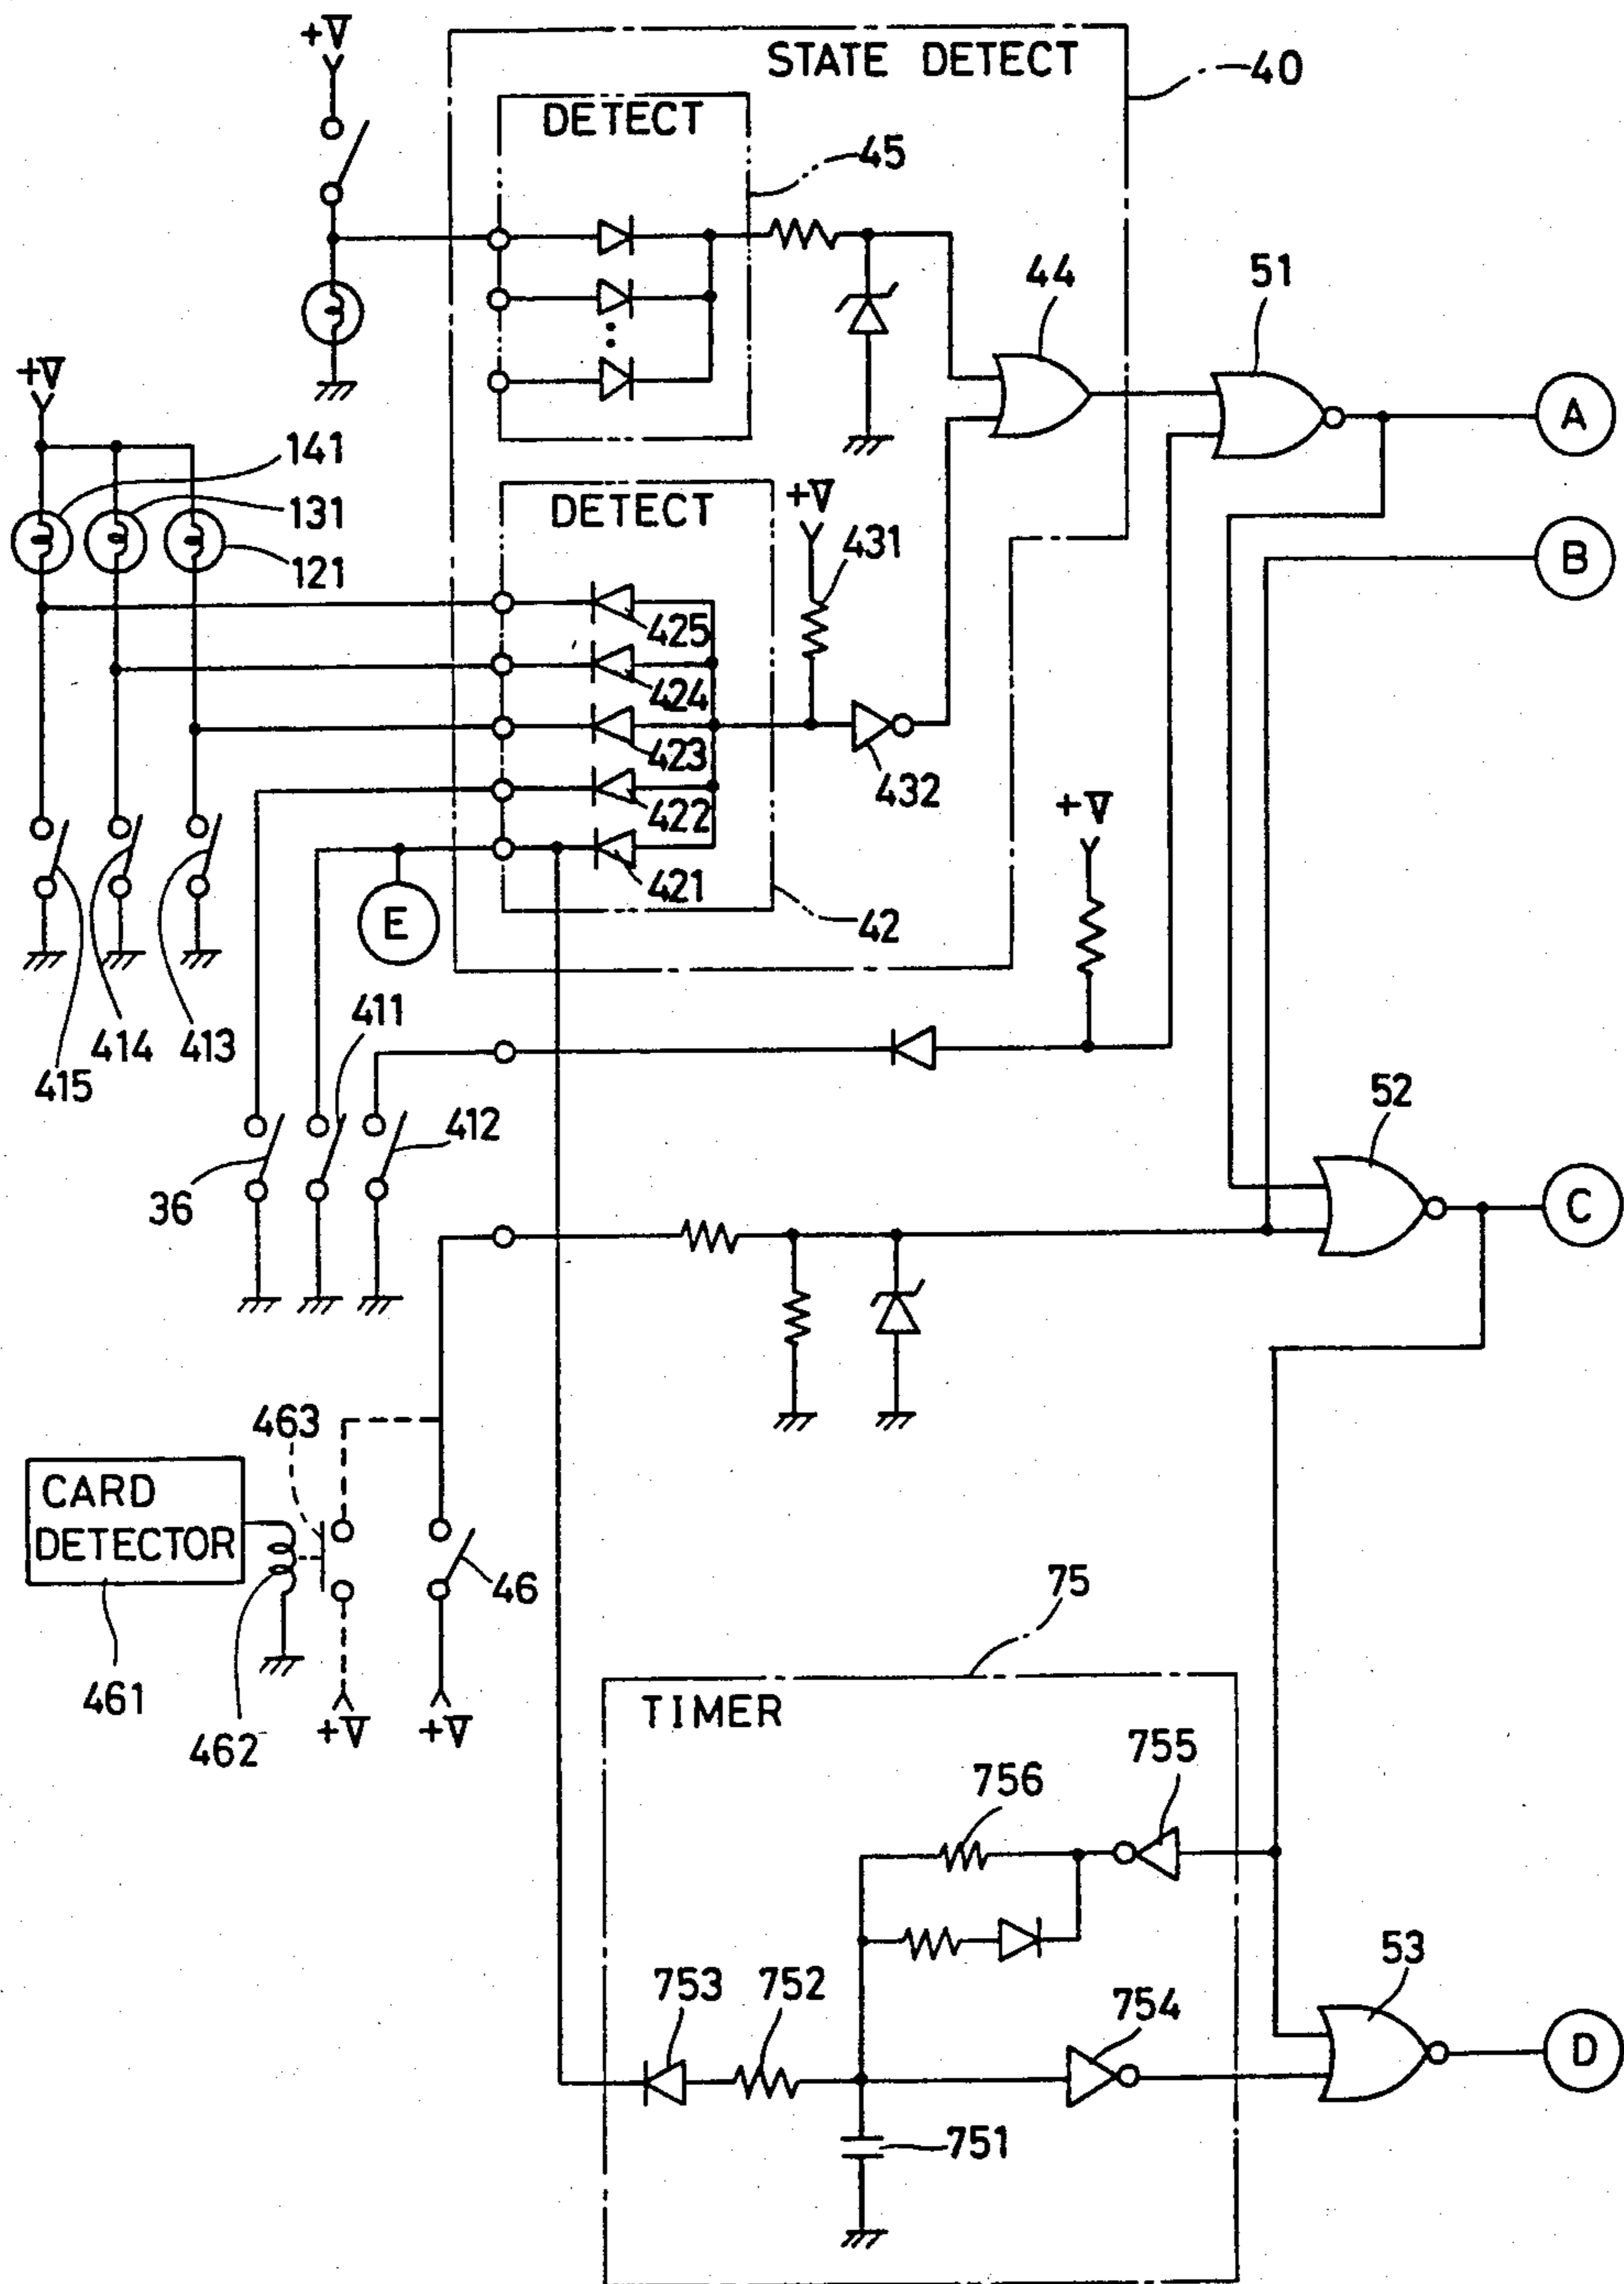 +V
STATE DETECT
40
DETECT
45
44
51
A
+V
141
131
121
DETECT
+V
431
B
425
424
423
422
421
432
+V
E
42
415
414
413
411
412
36
52
C
463
CARD
DETECTOR
46
461
462
+V
+V
75
TIMER
755
756
53
753
752
754
D
751